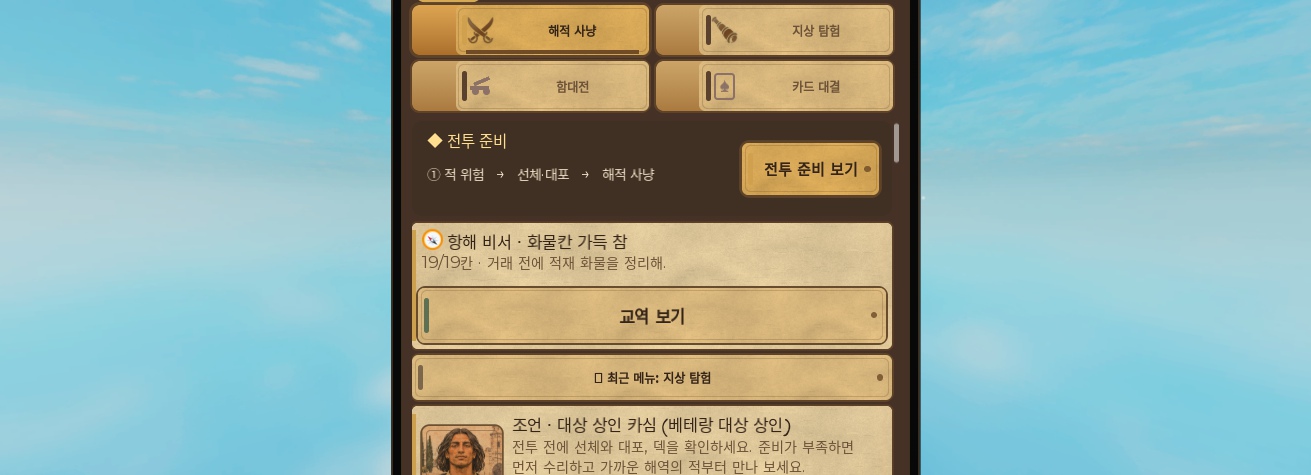 해적 사냥
지상 탐험
함대전
카드 대결
◆ 전투 준비
① 적 위험 → 선체·대포 → 해적 사냥
전투 준비 보기
항해 비서 · 화물칸 가득 참
19/19칸 · 거래 전에 적재 화물을 정리해.
교역 보기
최근 메뉴: 지상 탐험
조언 · 대상 상인 카심 (베테랑 대상 상인)
전투 전에 선체와 대포, 덱을 확인하세요. 준비가 부족하면
먼저 수리하고 가까운 해역의 적부터 만나 보세요.